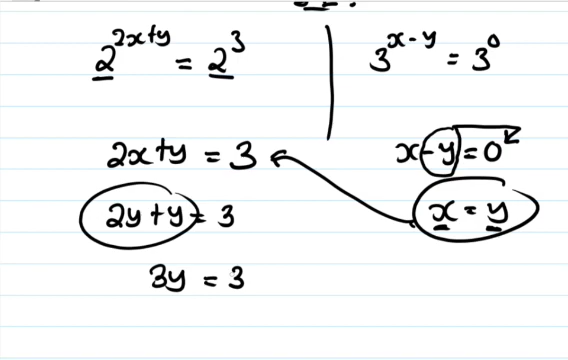 2^{2x+y} = 2^3
3^{x-y} = 3^0
2x+y = 3
x-y=0
2y+y = 3
x = y
3y = 3